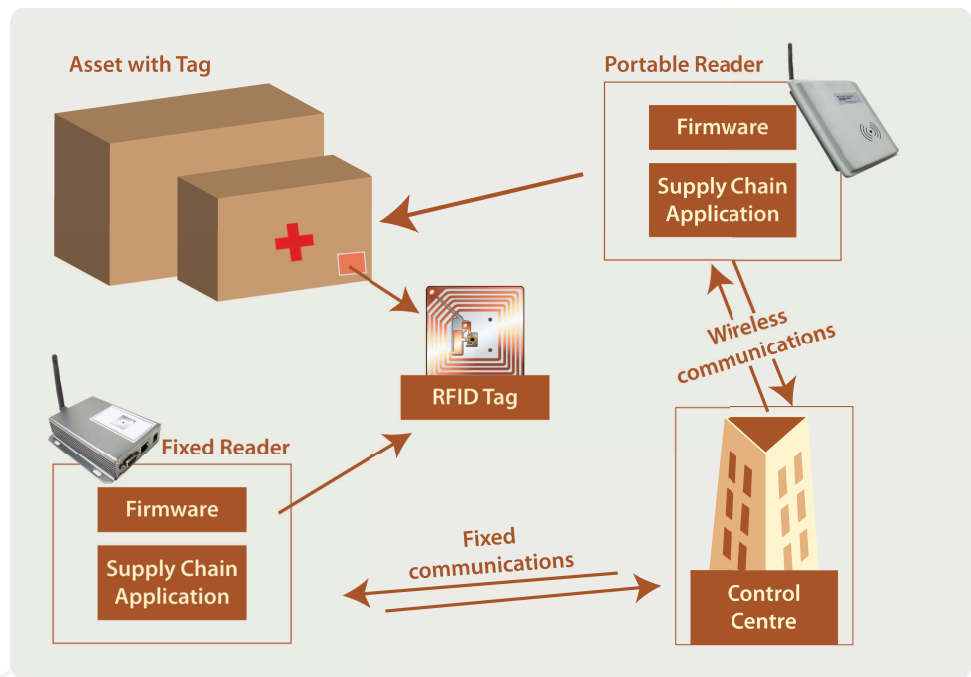 Asset with Tag
Portable Reader
Firmware
Supply Chain
Application
Wireless
communications
RFID Tag
Fixed Reader
Firmware
Supply Chain
Application
Fixed
communications
Control
Centre